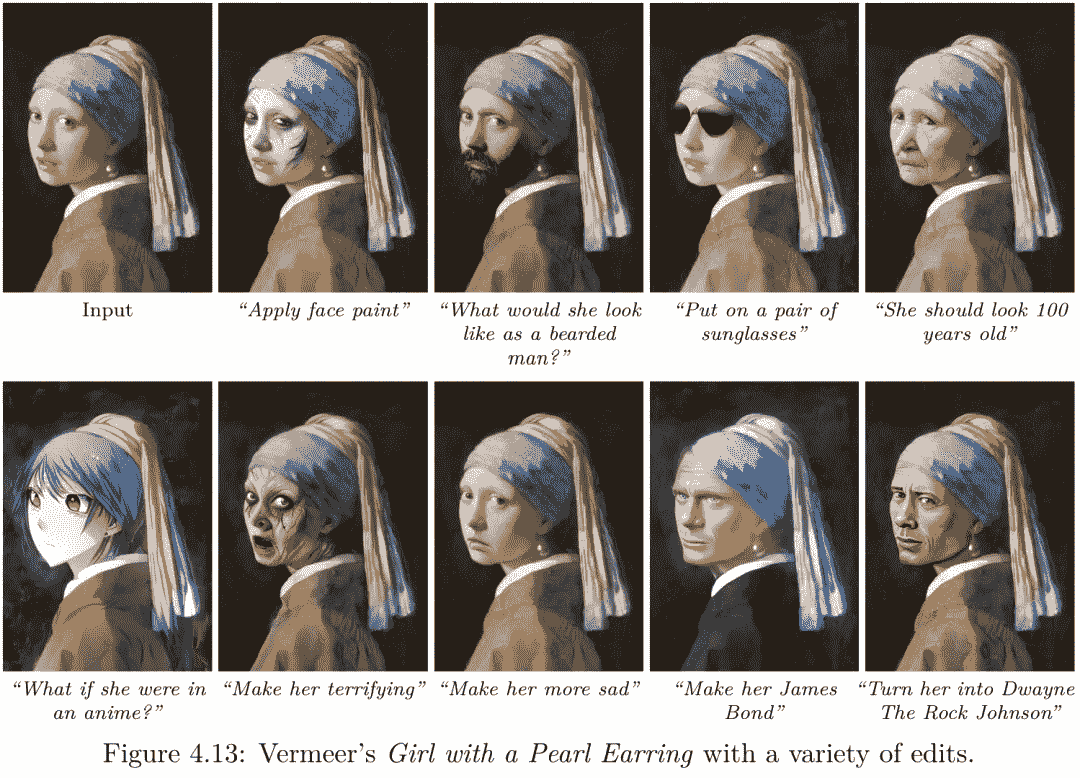 Input
“Apply face paint”
“What would she look
like as a bearded
man?”
“Put on a pair of
sunglasses”
“She should look 100
years old”
“What if she were in
an anime?”
“Make her terrifying”
“Make her more sad”
“Make her James
Bond”
“Turn her into Dwayne
The Rock Johnson”
Figure 4.13: Vermeer’s Girl with a Pearl Earring with a variety of edits.